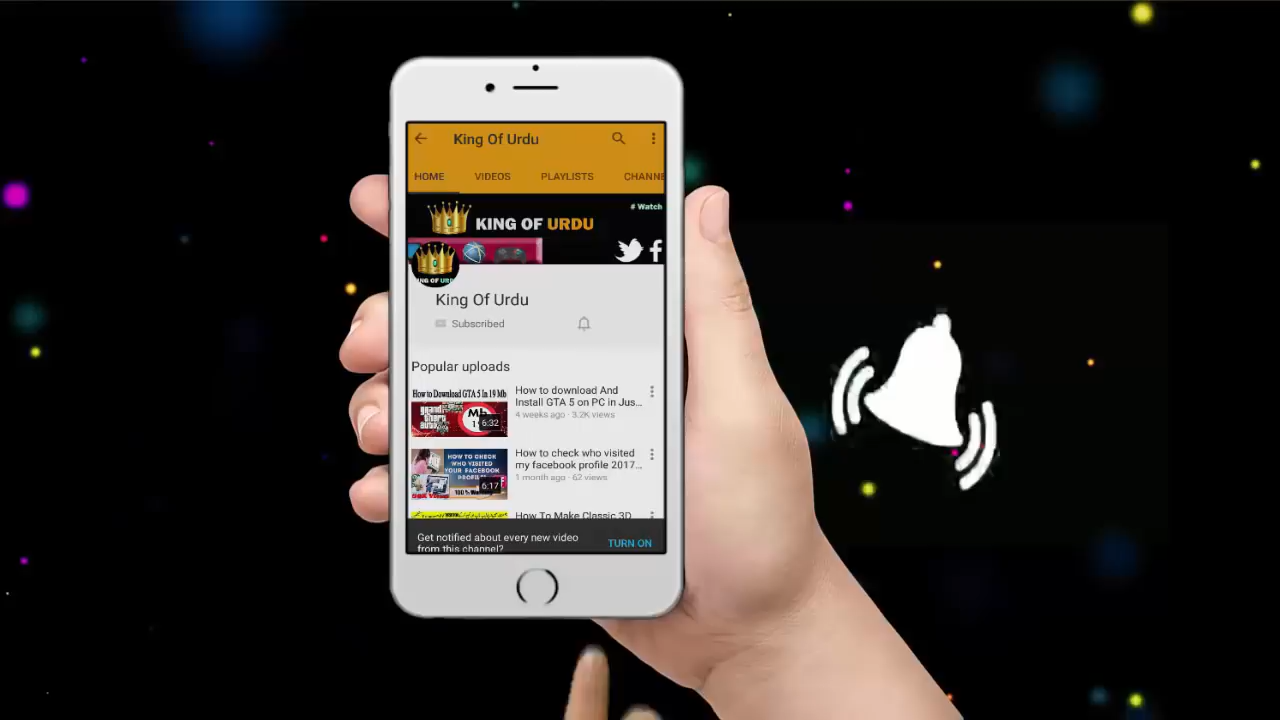 King Of Urdu
HOME VIDEOS PLAYLISTS CHANNE
# Watch
KING OF URDU
King Of Urdu
Subscribed
Popular uploads
How to Download GTA 5 In 19 Mb
6:32
How to download And
Install GTA 5 on PC in Jus...
4 weeks ago · 3.2K views
HOW TO CHECK
WHO VISITED
YOUR FACEBOOK
6:17
How to check who visited
my facebook profile 2017...
1 month ago · 62 views
How To Make Classic 3D
Get notified about every new video
from this channel?
TURN ON